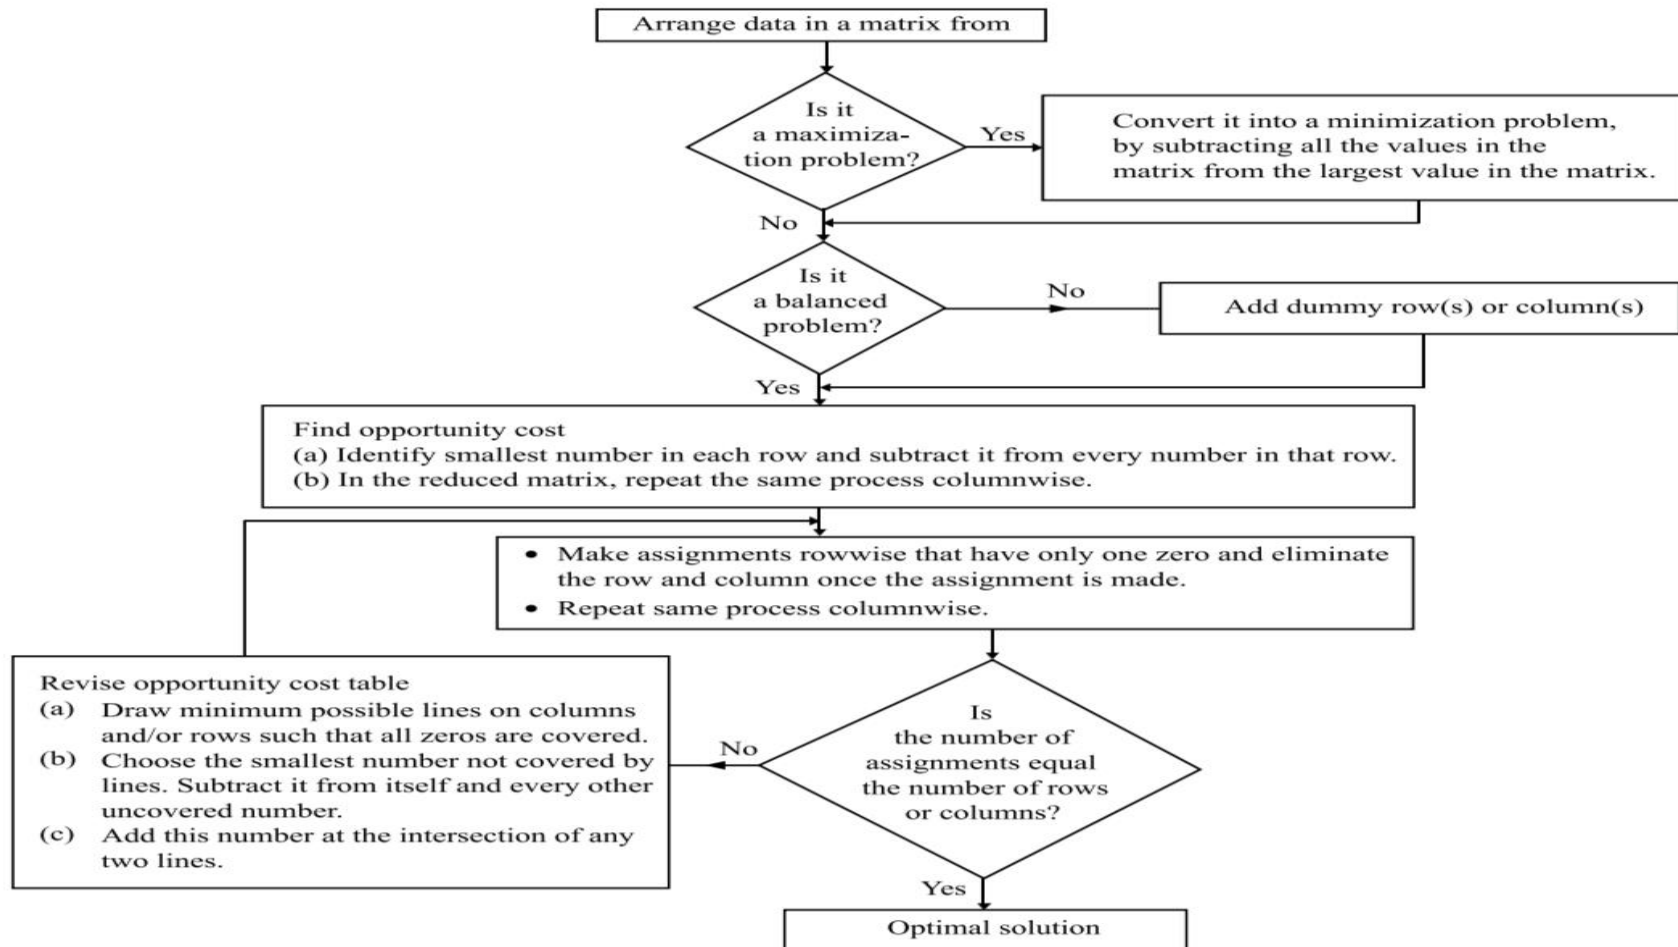 Arrange data in a matrix from
Is it
a maximiza-
tion problem?
Yes
Convert it into a minimization problem,
by subtracting all the values in the
matrix from the largest value in the matrix.
No
Is it
a balanced
problem?
No
Add dummy row(s) or column(s)
Yes
Find opportunity cost
(a) Identify smallest number in each row and subtract it from every number in that row.
(b) In the reduced matrix, repeat the same process columnwise.
• Make assignments rowwise that have only one zero and eliminate
the row and column once the assignment is made.
• Repeat same process columnwise.
Is
the number of
assignments equal
the number of rows
or columns?
No
Revise opportunity cost table
(a) Draw minimum possible lines on columns
and/or rows such that all zeros are covered.
(b) Choose the smallest number not covered by
lines. Subtract it from itself and every other
uncovered number.
(c) Add this number at the intersection of any
two lines.
Yes
Optimal solution